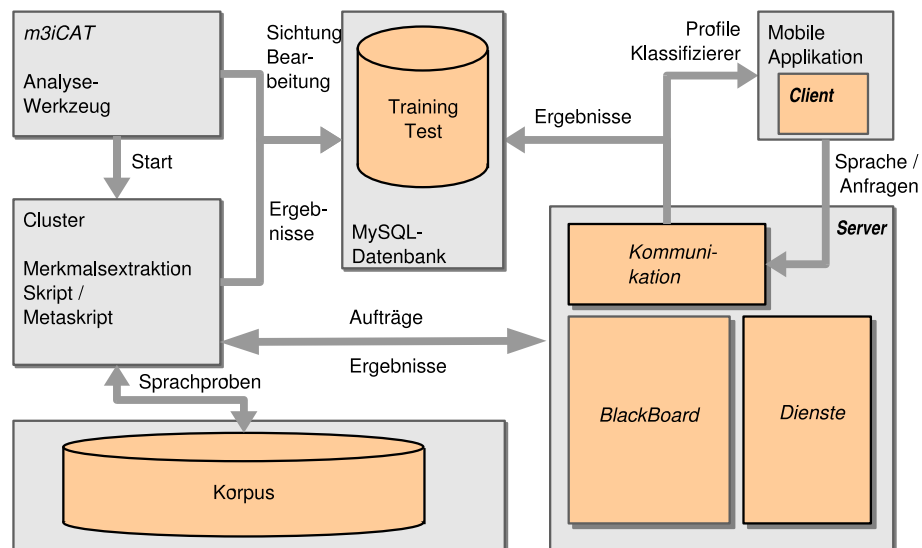 m3iCAT
Analyse-
Werkzeug
Sichtung
Bear-
beitung
Training
Test
Profile
Klassifizierer
Mobile
Applikation
Client
Ergebnisse
Start
Sprache /
Anfragen
Cluster
Merkmalsextraktion
Skript /
Metaskript
Ergeb-
nisse
MySQL-
Datenbank
Server
Kommuni-
kation
Aufträge
Ergebnisse
Sprachproben
BlackBoard
Dienste
Korpus